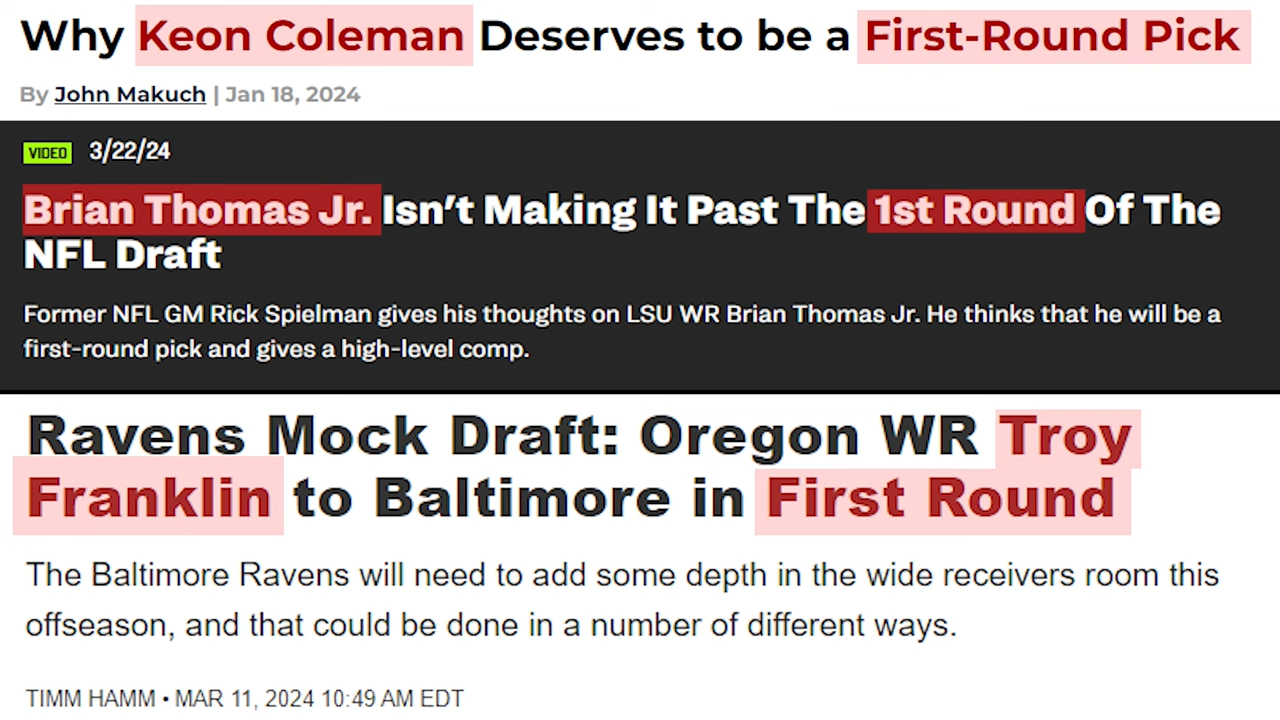 Why Keon Coleman Deserves to be a First-Round Pick
By John Makuch | Jan 18, 2024
VIDEO 3/22/24
Brian Thomas Jr. Isn't Making It Past The 1st Round Of The
NFL Draft
Former NFL GM Rick Spielman gives his thoughts on LSU WR Brian Thomas Jr. He thinks that he will be a
first-round pick and gives a high-level comp.
Ravens Mock Draft: Oregon WR Troy
Franklin to Baltimore in First Round
The Baltimore Ravens will need to add some depth in the wide receivers room this
offseason, and that could be done in a number of different ways.
TIMM HAMM • MAR 11, 2024 10:49 AM EDT